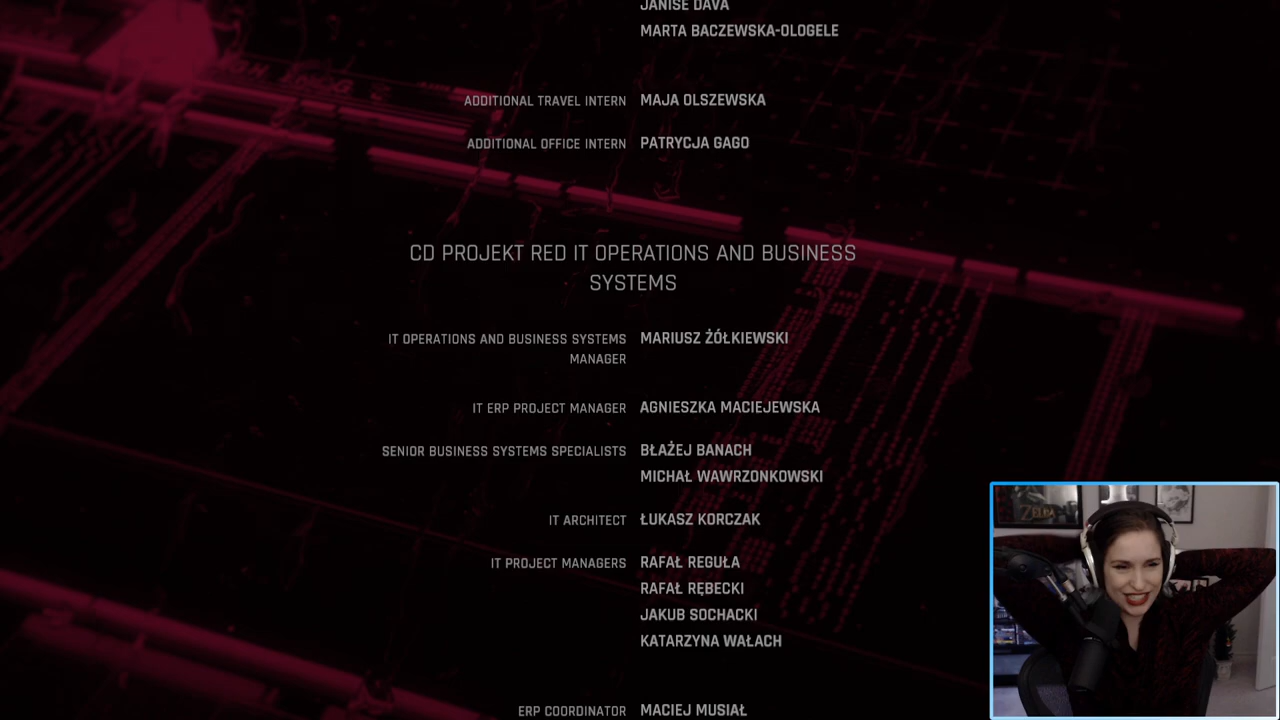 JANISE DAVA
MARTA BACZEWSKA-OLOGELE
ADDITIONAL TRAVEL INTERN MAJA OLSZEWSKA
ADDITIONAL OFFICE INTERN PATRYCJA GAGO
CD PROJEKT RED IT OPERATIONS AND BUSINESS
SYSTEMS
IT OPERATIONS AND BUSINESS SYSTEMS MARIUSZ ŻÓŁKIEWSKI
MANAGER
IT ERP PROJECT MANAGER AGNIESZKA MACIEJEWSKA
SENIOR BUSINESS SYSTEMS SPECIALISTS BŁAŻEJ BANACH
MICHAŁ WAWRZONKOWSKI
IT ARCHITECT ŁUKASZ KORCZAK
IT PROJECT MANAGERS RAFAŁ REGUŁA
RAFAŁ RĘBECKI
JAKUB SOCHACKI
KATARZYNA WAŁACH
ERP COORDINATOR MACIEJ MUSIAŁ
ZELDA